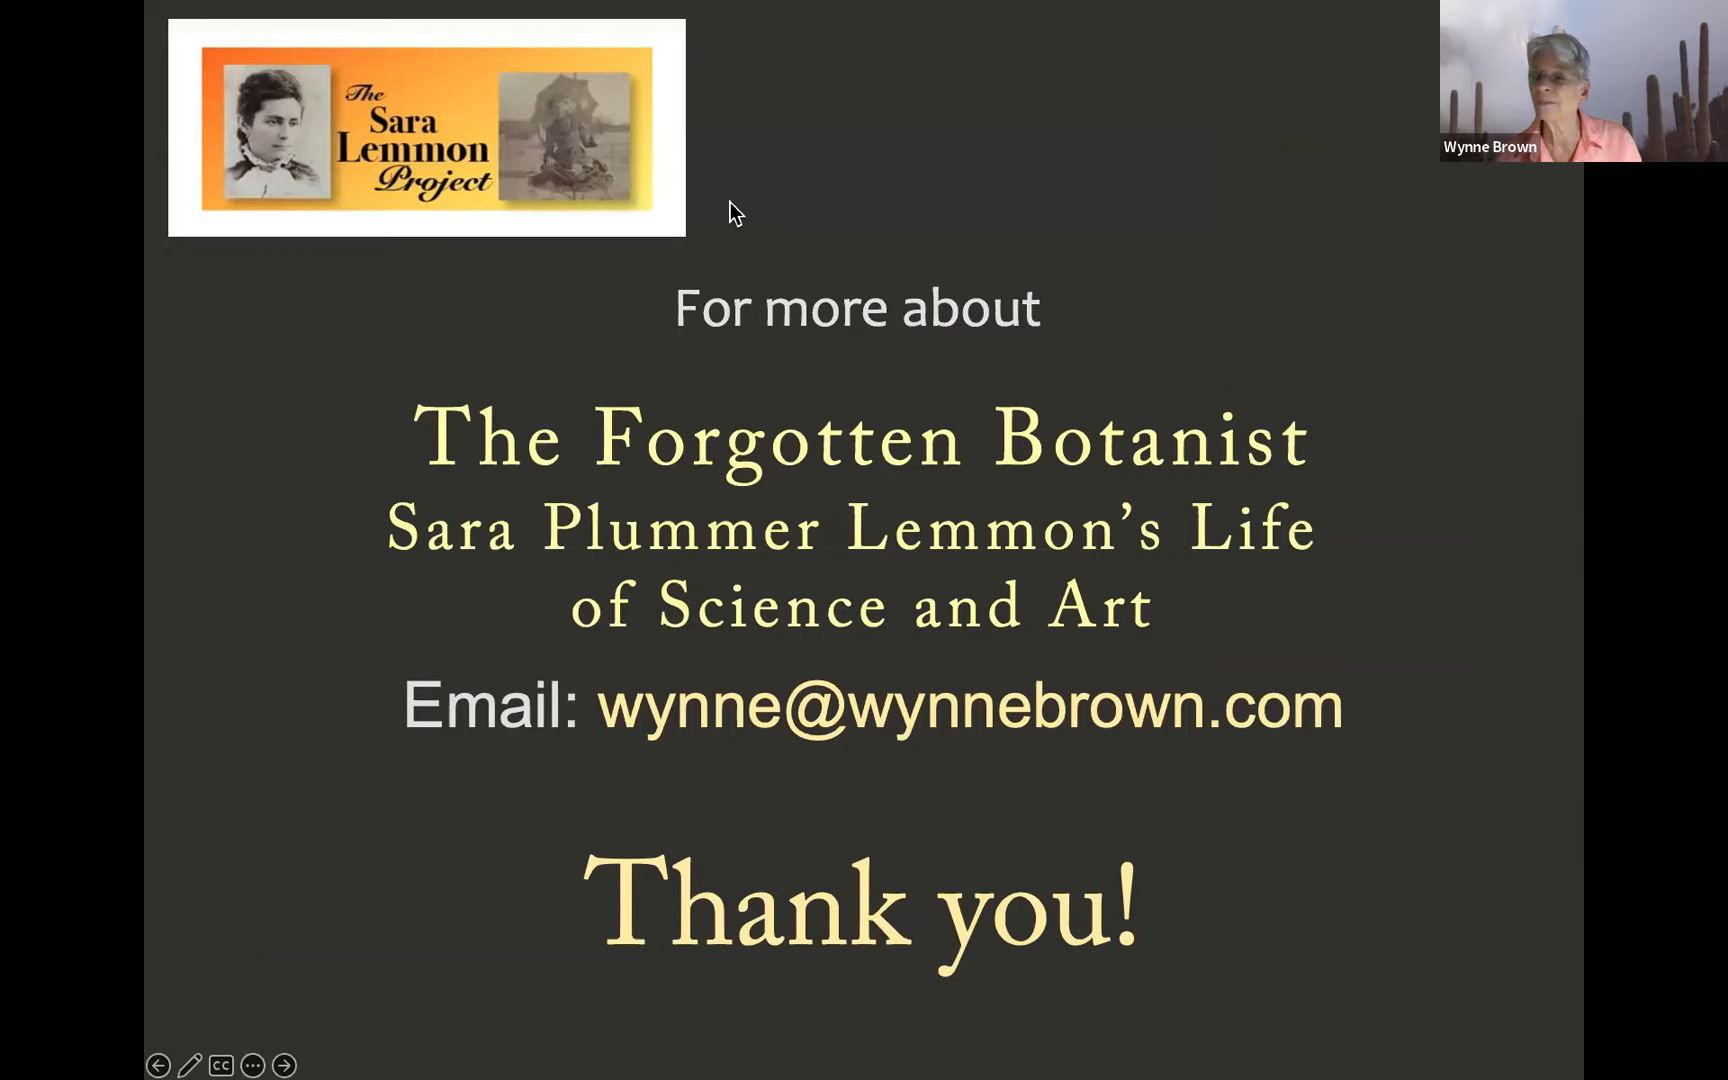 The
Sara
Lemmon
Project
Wynne Brown
For more about
The Forgotten Botanist
Sara Plummer Lemmon’s Life
of Science and Art
Email: wynne@wynnebrown.com
Thank you!
CC